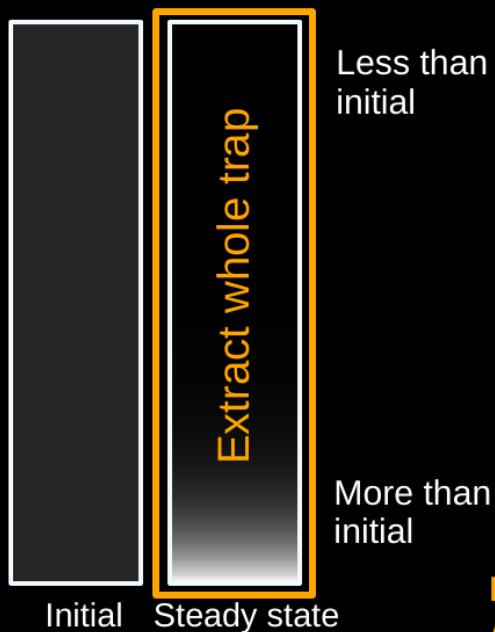 Less than
initial
Extract whole trap
More than
initial
Initial
Steady state